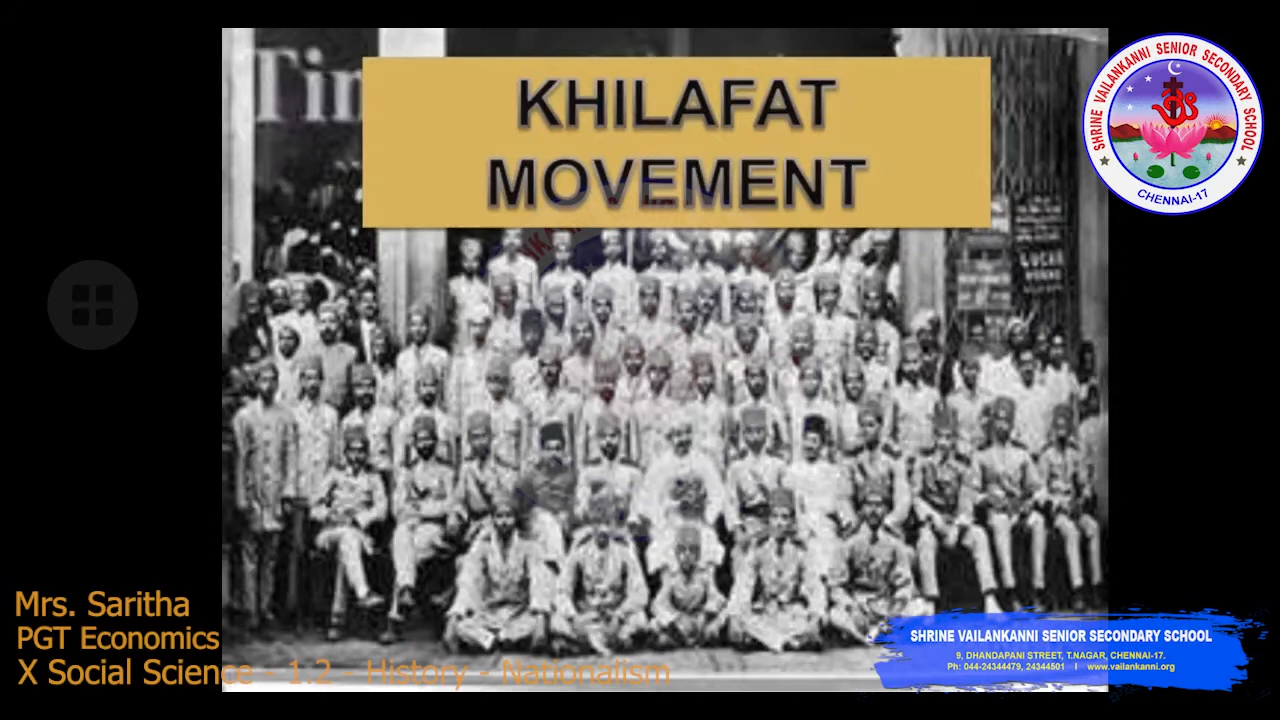 Tim
KHILAFAT
MOVEMENT
SHRINE VAILANKANNI SENIOR SECONDARY SCHOOL
CHENNAI-17
Mrs. Saritha
PGT Economics
X Social Science - 1.2 - History - Nationalism
SHRINE VAILANKANNI SENIOR SECONDARY SCHOOL
9, DHANDAPANI STREET, T.NAGAR, CHENNAI-17.
Ph: 044-24344479, 24344501 I www.vailankanni.org